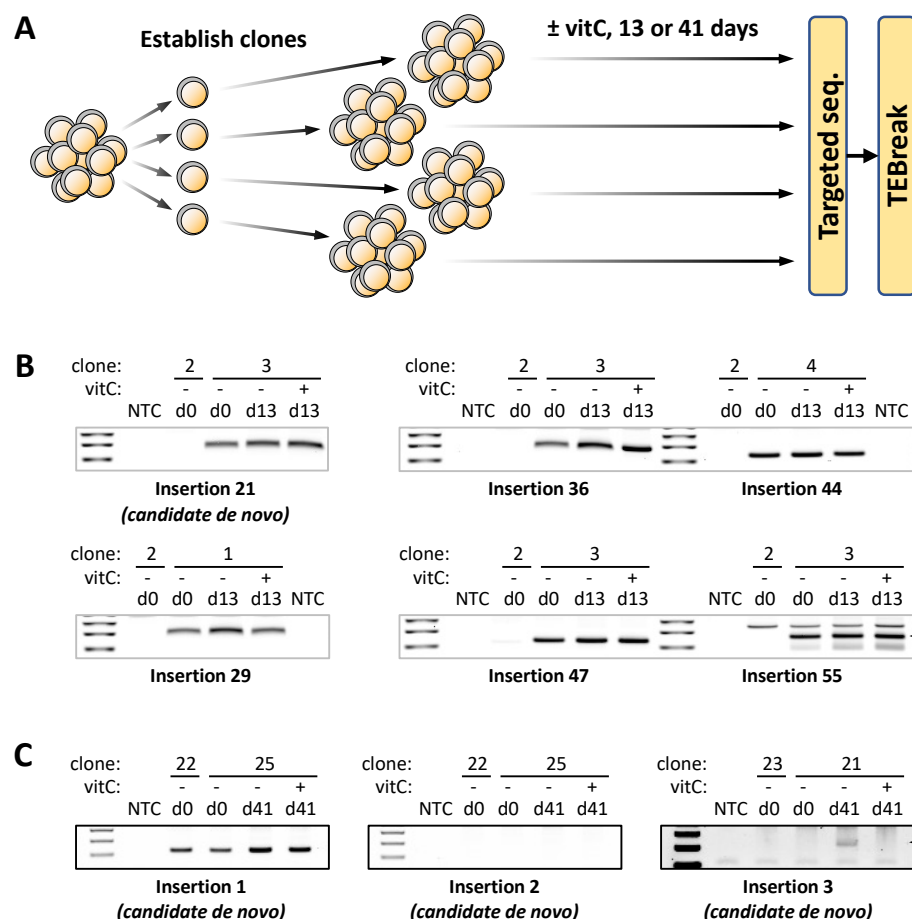 A
Establish clones
± vitC, 13 or 41 days
Targeted seq.
TEBreak
B
clone: 2 3
vitC: - - - +
NTC d0 d0 d13 d13
Insertion 21
(candidate de novo)
clone: 2 3 2 4
vitC: - - - + - - - +
NTC d0 d0 d13 d13 d0 d0 d13 d13 NTC
Insertion 36 Insertion 44
clone: 2 1
vitC: - - - +
d0 d0 d13 d13 NTC
Insertion 29
clone: 2 3 2 3
vitC: - - - + - - - +
NTC d0 d0 d13 d13 NTC d0 d0 d13 d13
Insertion 47 Insertion 55
C
clone: 22 25
vitC: - - - +
NTC d0 d0 d41 d41
Insertion 1
(candidate de novo)
clone: 22 25
vitC: - - - +
NTC d0 d0 d41 d41
Insertion 2
(candidate de novo)
clone: 23 21
vitC: - - - +
NTC d0 d0 d41 d41
Insertion 3
(candidate de novo)